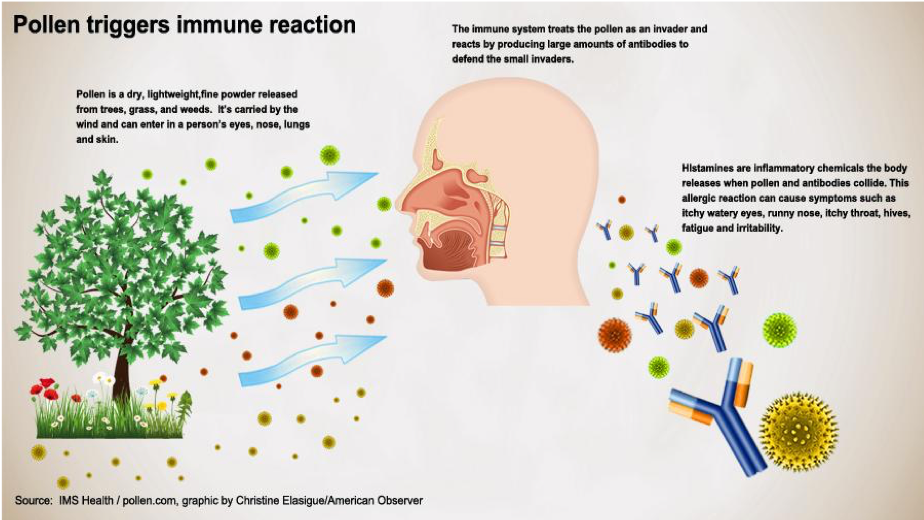 Pollen triggers immune reaction
The immune system treats the pollen as an invader and
reacts by producing large amounts of antibodies to
defend the small invaders.
Pollen is a dry, lightweight,fine powder released
from trees, grass, and weeds. It's carried by the
wind and can enter in a person's eyes, nose, lungs
and skin.
HIstamines are inflammatory chemicals the body
releases when pollen and antibodies collide. This
allergic reaction can cause symptoms such as
itchy watery eyes, runny nose, itchy throat, hives,
fatigue and irritability.
Source: IMS Health / pollen.com, graphic by Christine Elasigue/American Observer